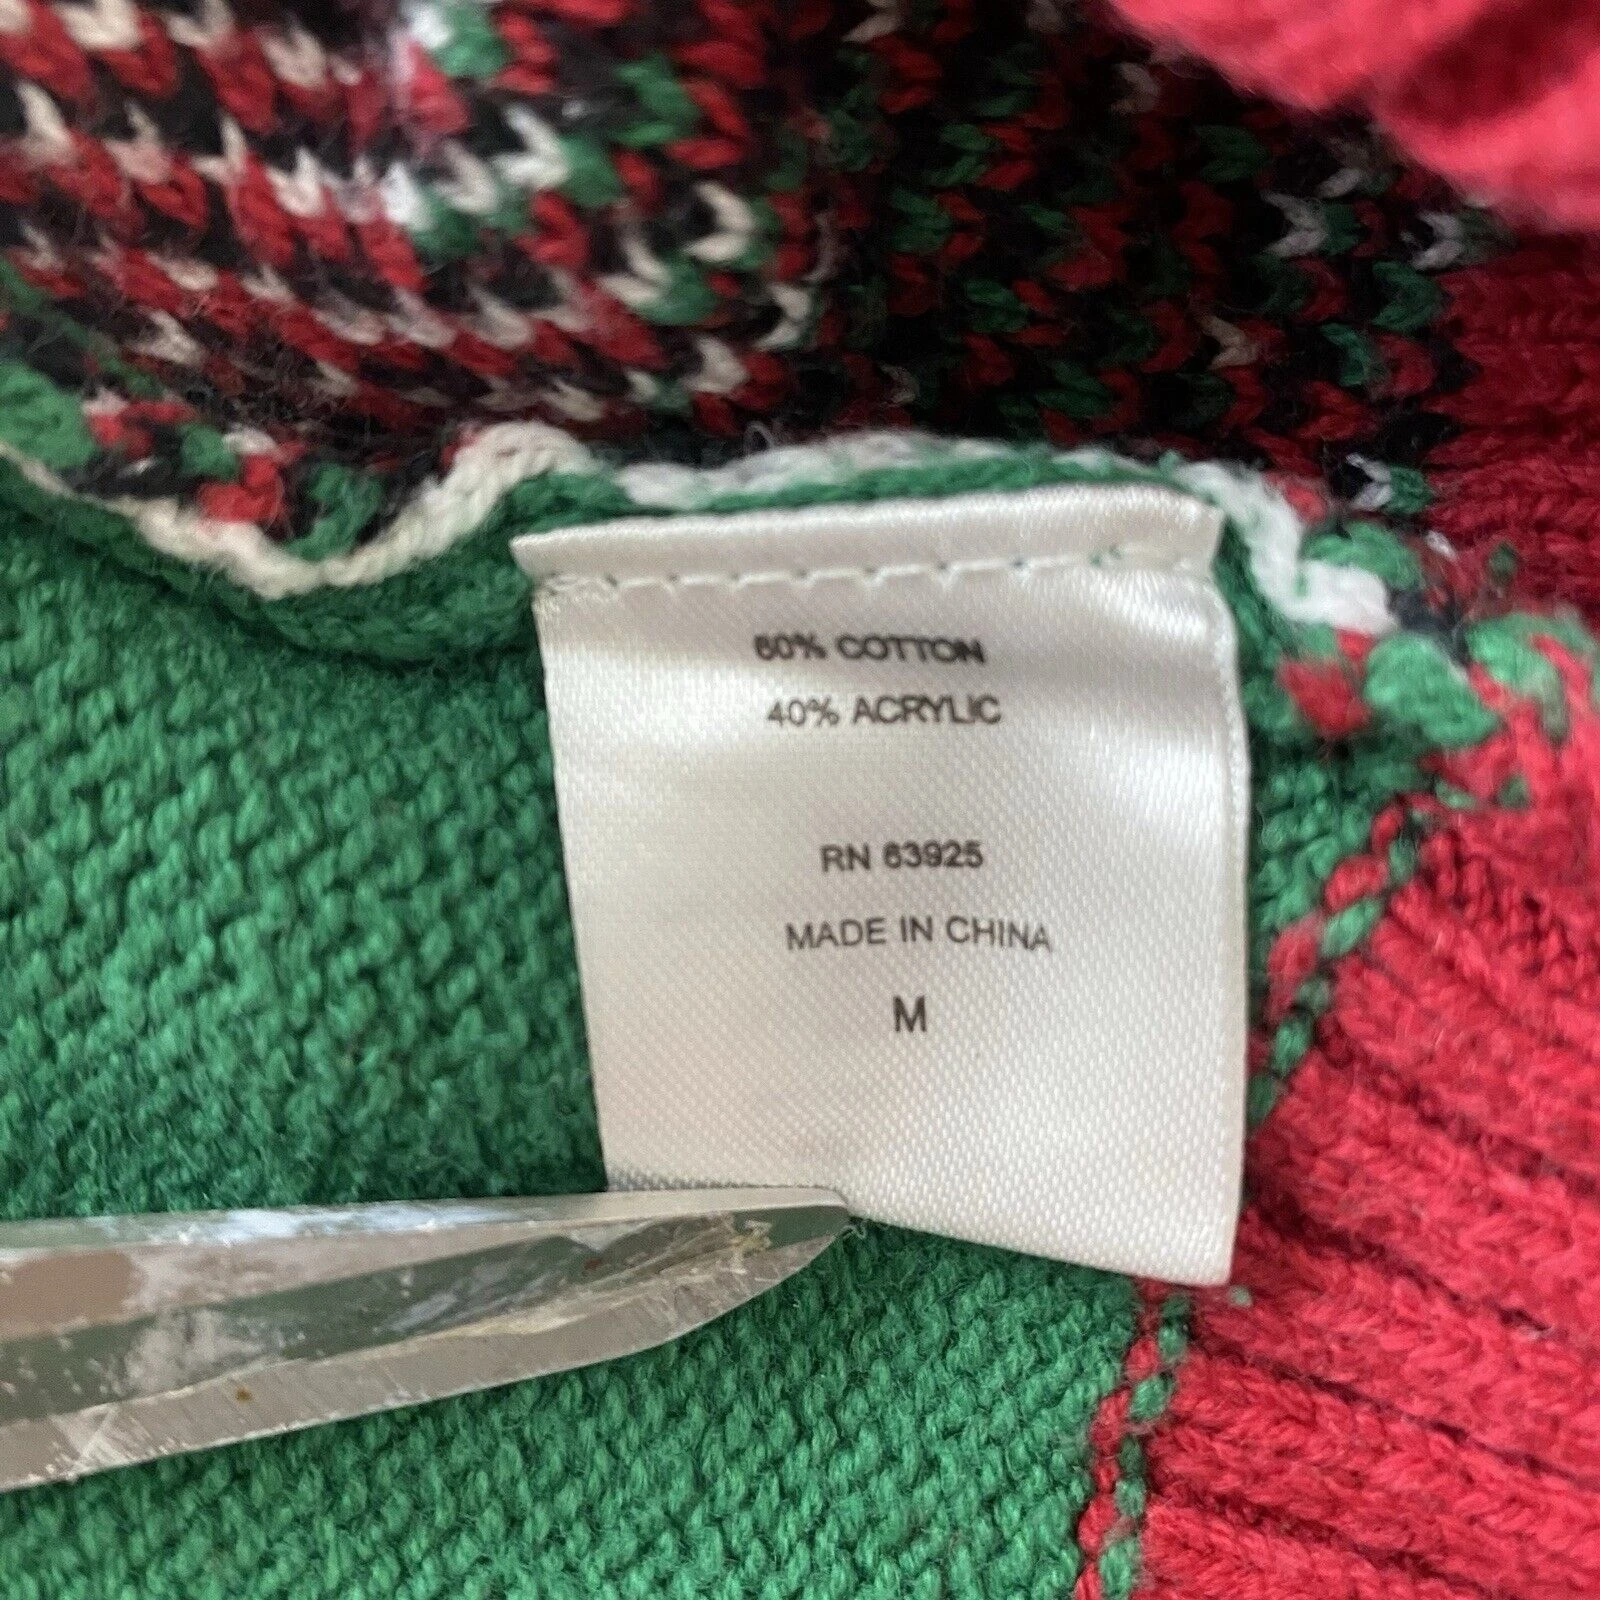 60% COTTON
40% ACRYLIC
RN 63925
MADE IN CHINA
M